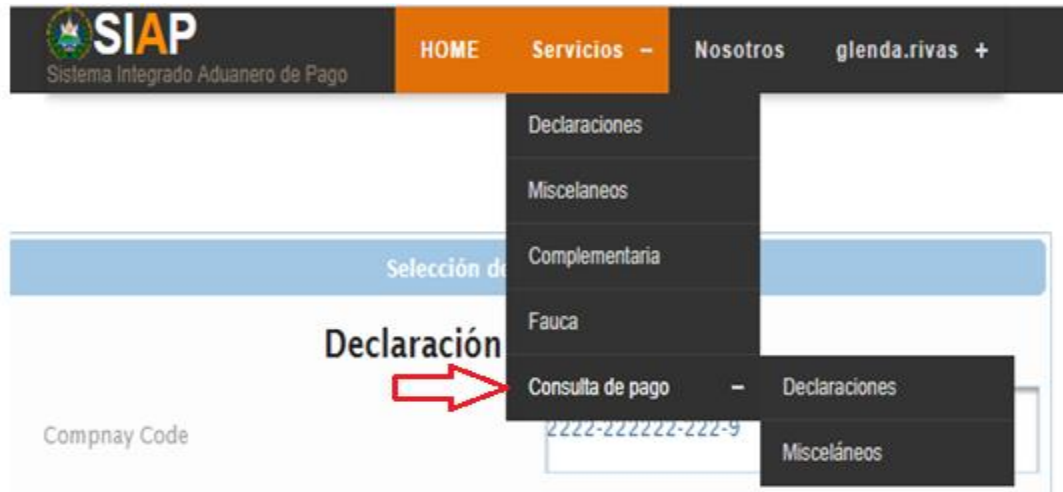 SIAP
Sistema Integrado Aduanero de Pago
HOME Servicios – Nosotros glenda.rivas +
Declaraciones
Miscelaneos
Complementaria
Fauca
Consulta de pago –
Declaraciones
Misceláneos
Selección de
Declaración
Compnay Code
2222-222222-222-9